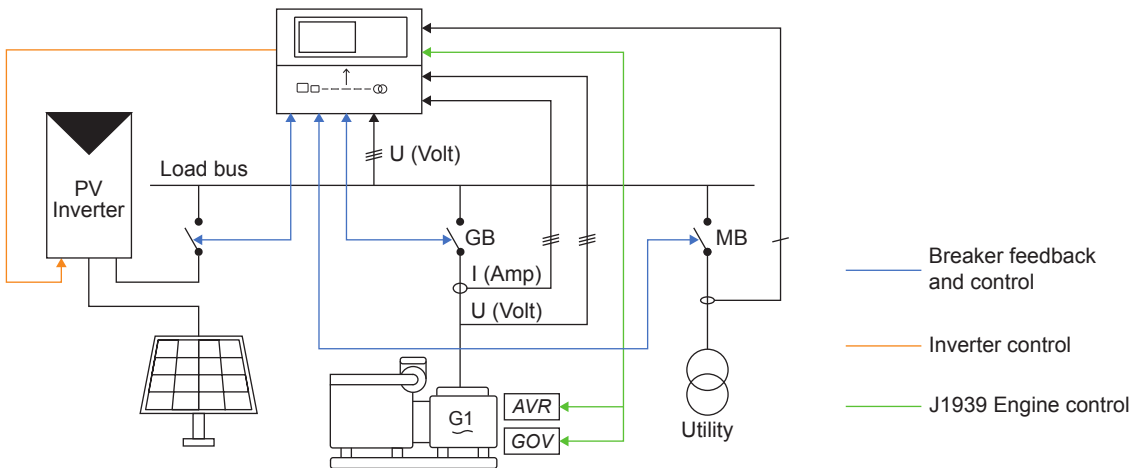 U (Volt)
Load bus
PV
Inverter
GB
MB
I (Amp)
U (Volt)
G1
AVR
GOV
Utility
Breaker feedback
and control
Inverter control
J1939 Engine control